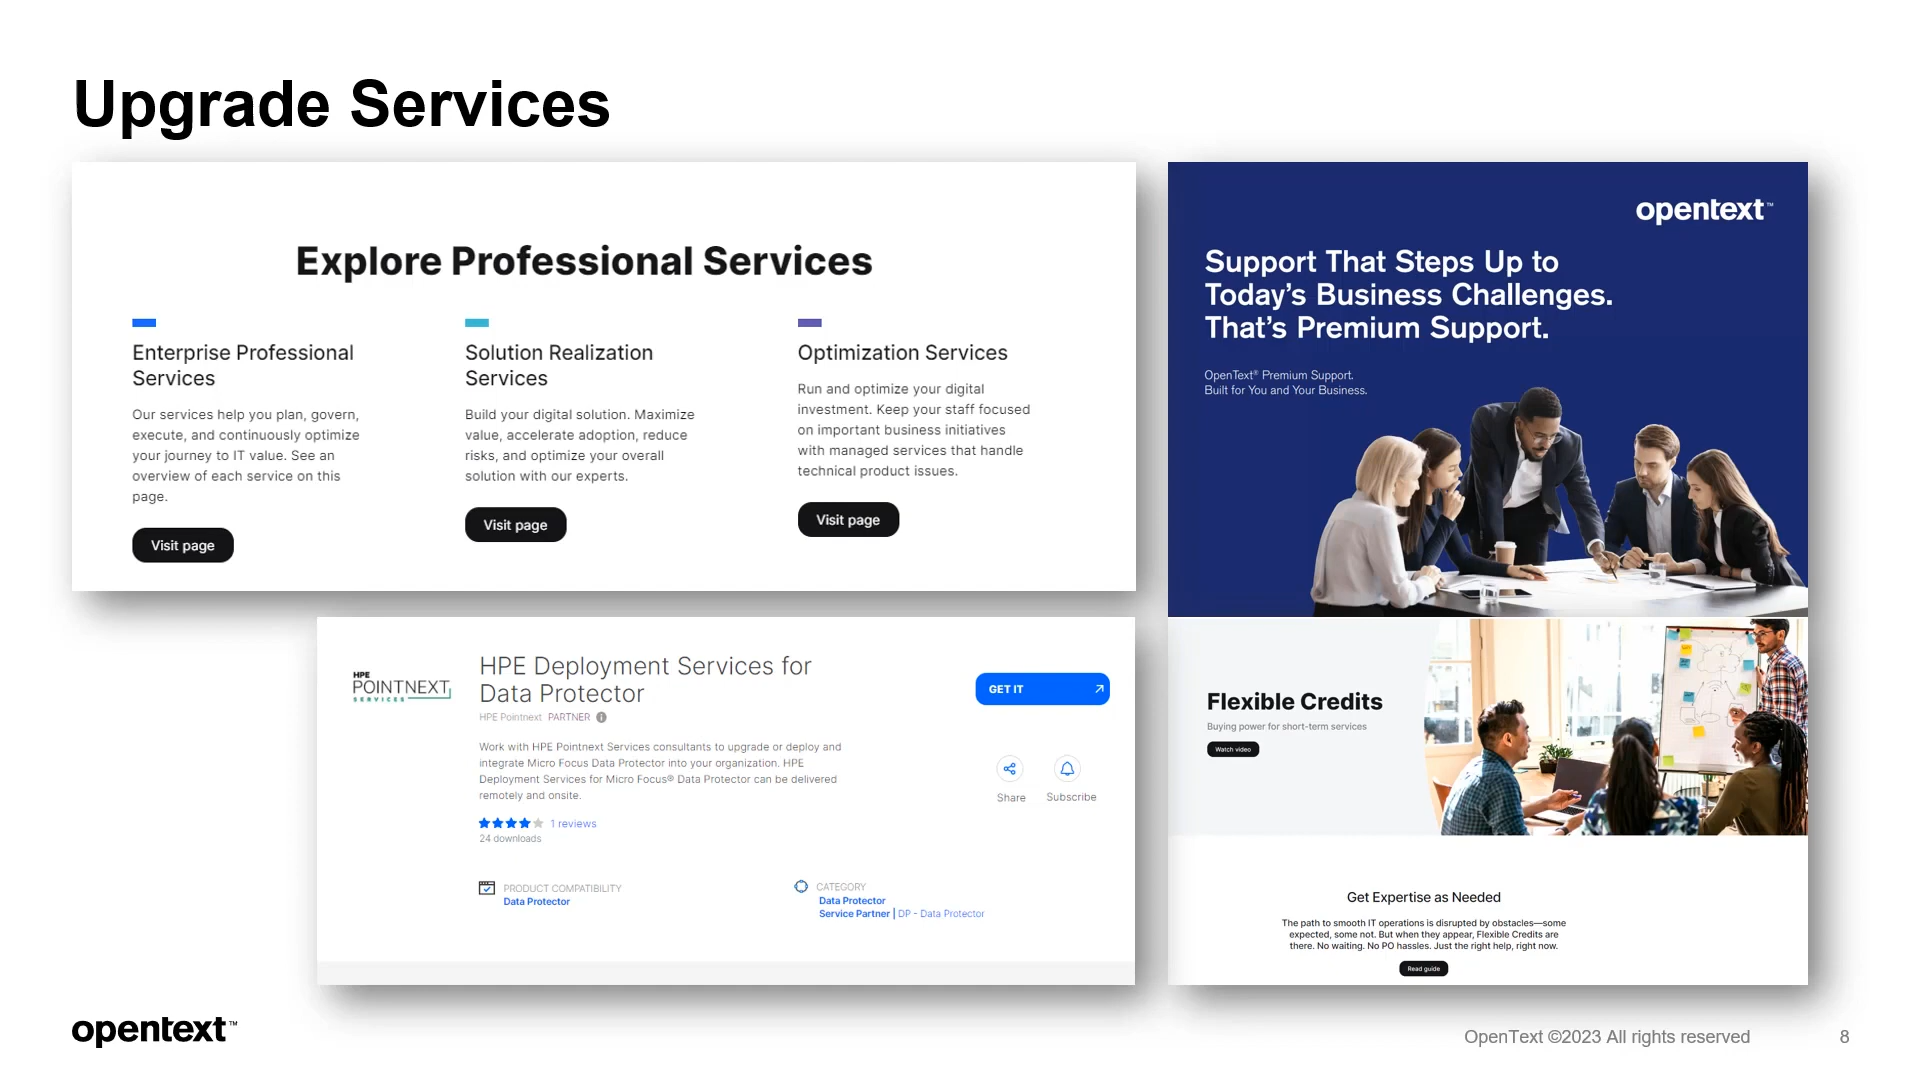 Upgrade Services
Explore Professional Services
Enterprise Professional
Services
Our services help you plan, govern,
execute, and continuously optimize
your journey to IT value. See an
overview of each service on this
page.
Visit page
Solution Realization
Services
Build your digital solution. Maximize
value, accelerate adoption, reduce
risks, and optimize your overall
solution with our experts.
Visit page
Optimization Services
Run and optimize your digital
investment. Keep your staff focused
on important business initiatives
with managed services that handle
technical product issues.
Visit page
opentext™
Support That Steps Up to
Today’s Business Challenges.
That’s Premium Support.
OpenText® Premium Support.
Built for You and Your Business.
HPE
POINTNEXT
SERVICES
HPE Deployment Services for
Data Protector
HPE Pointnext PARTNER
Work with HPE Pointnext Services consultants to upgrade or deploy and
integrate Micro Focus Data Protector into your organization. HPE
Deployment Services for Micro Focus® Data Protector can be delivered
remotely and onsite.
1 reviews
24 downloads
GET IT
Share
Subscribe
PRODUCT COMPATIBILITY
Data Protector
CATEGORY
Data Protector
Service Partner | DP - Data Protector
Flexible Credits
Buying power for short-term services
Watch video
Get Expertise as Needed
The path to smooth IT operations is disrupted by obstacles—some
expected, some not. But when they appear, Flexible Credits are
there. No waiting. No PO hassles. Just the right help, right now.
Read guide
opentext™
OpenText ©2023 All rights reserved
8